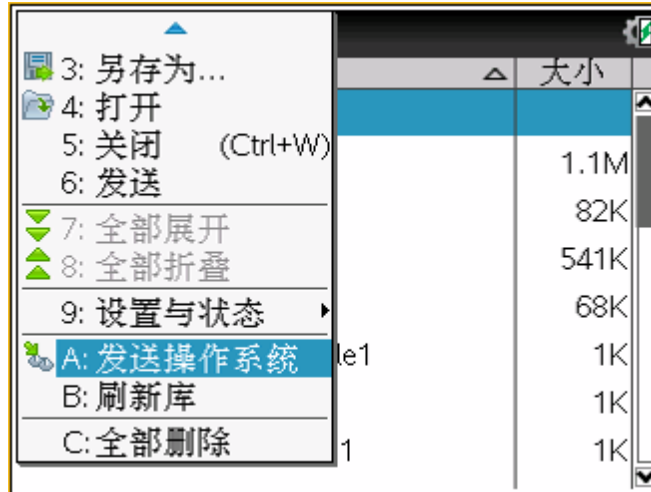 3: 另存为...
4: 打开
5: 关闭 (Ctrl+W)
6: 发送
7: 全部展开
8: 全部折叠
9: 设置与状态
A: 发送操作系统
B: 刷新库
C: 全部删除
大小
1.1M
82K
541K
68K
le1 1K
1K
1 1K